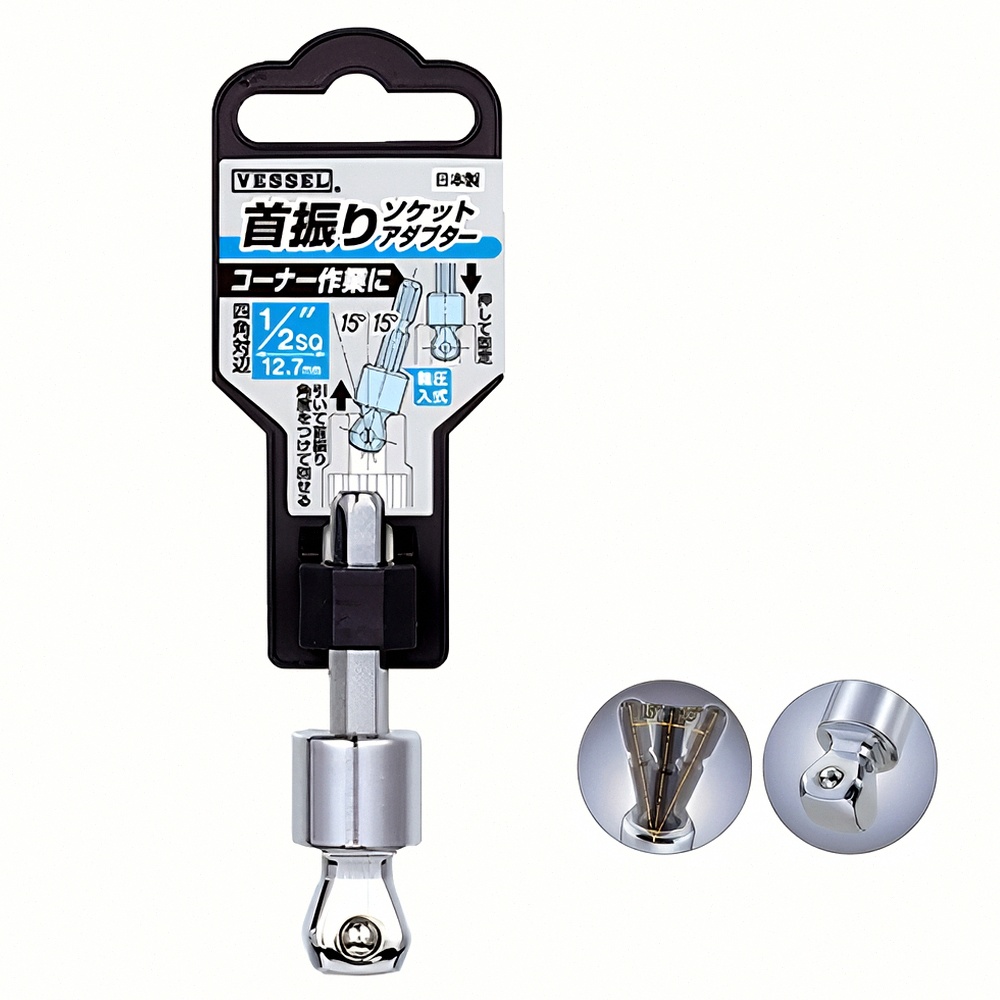 VESSEL®
日本製
首振りソケット
アダプター
コーナー作業に
四角対辺
1/2"SQ
12.7mm
15° 15°
押して固定
軽圧
入式
引いて首振り
角度をつけて回せる
15° 15°